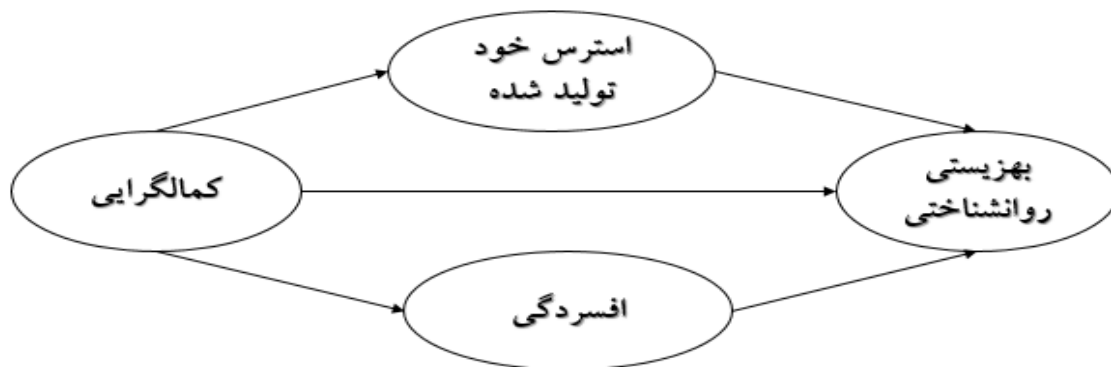 استرس خود
تولید شده
کمالگرایی
بهزیستی
روانشناختی
افسردگی